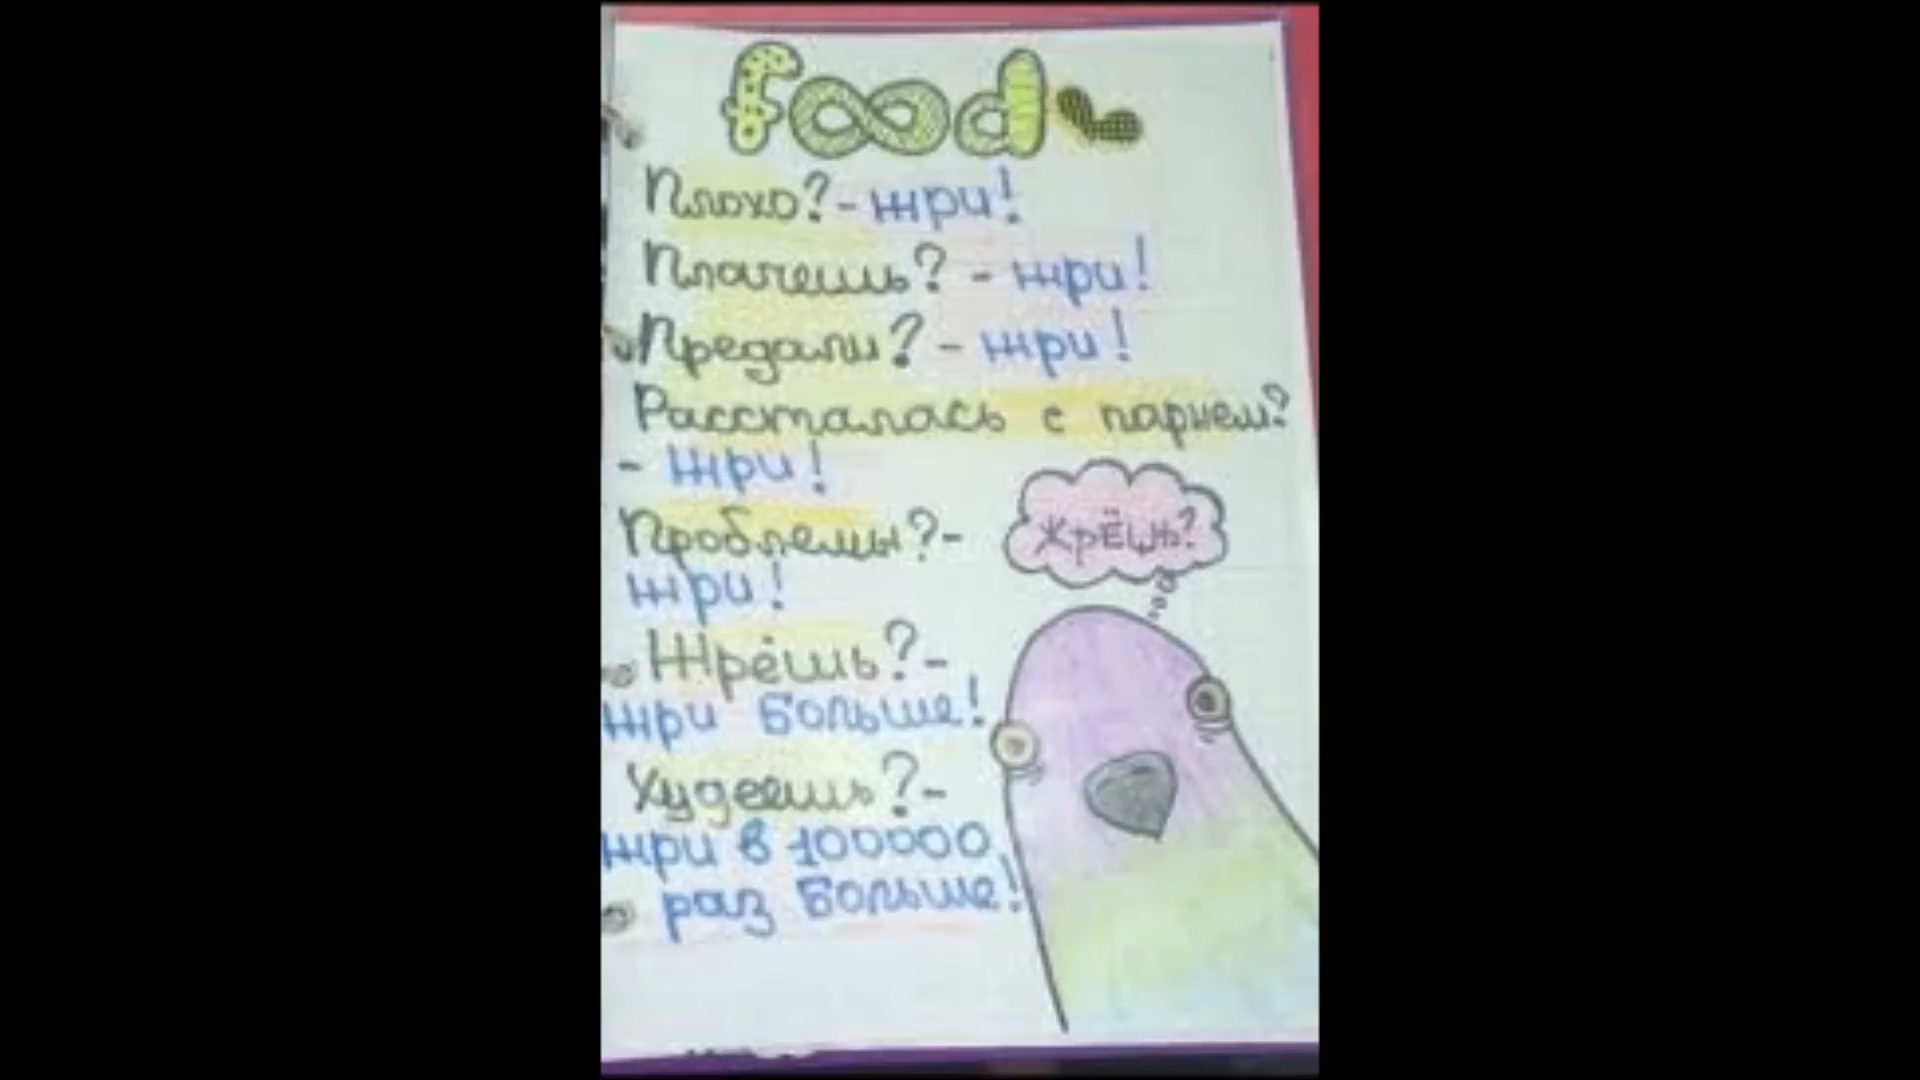 food
Плохо? - жри!
Плачешь? - жри!
Предали? - жри!
Рассталась с парнем?
- жри!
Проблемы? -
жри!
Жрёшь? -
жри больше!
Худеешь? -
жри в 100000
раз больше!
ЖрЁшь?